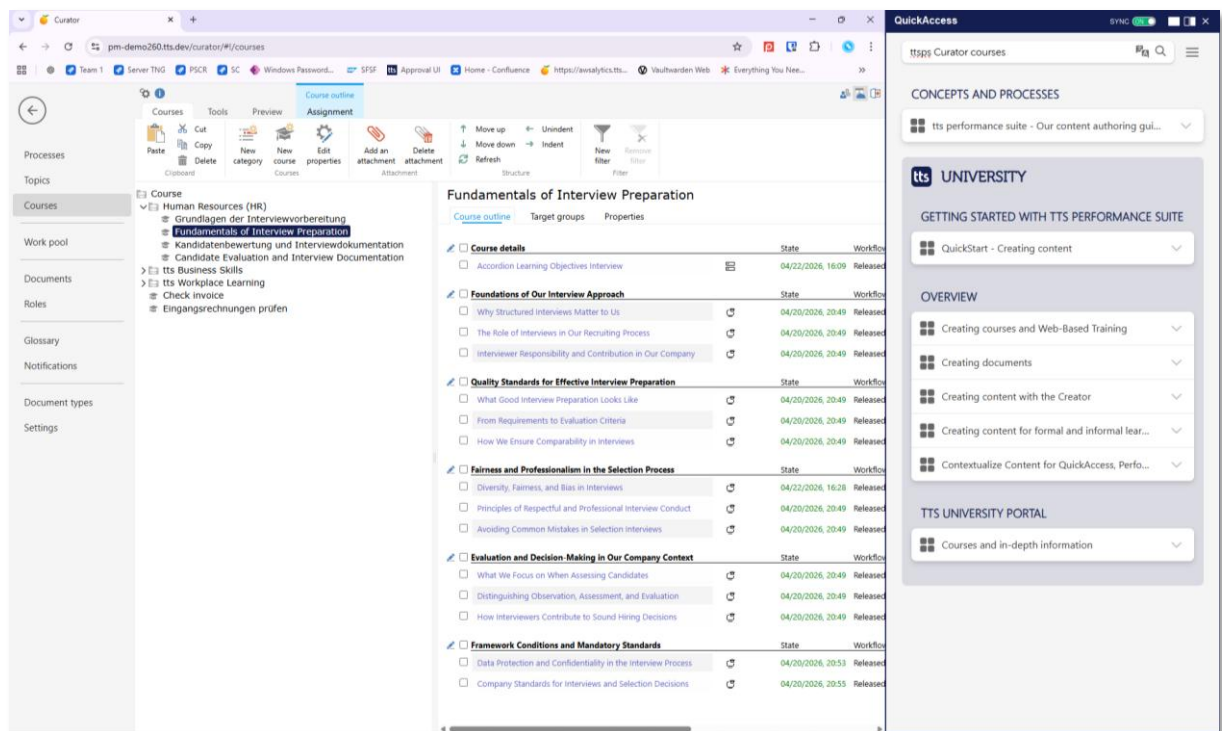 Curator
QuickAccess
SYNC ON
pm-demo260.tts.dev/curator/#!/courses
Team 1 Server TNG PSCR SC Windows Password... SFSF tts Approval UI Home - Confluence https://awsalytics.tts... Vaultwarden Web Everything You Nee...
ttsps Curator courses
Course outline
Courses Tools Preview Assignment
Paste
Cut
Copy
Delete
Clipboard
New category
New course
Edit properties
Courses
Add an attachment
Delete attachment
Attachment
Move up
Move down
Refresh
Unindent
Indent
Structure
New filter
Remove filter
Filter
Processes
Topics
Courses
Work pool
Documents
Roles
Glossary
Notifications
Document types
Settings
Course
Human Resources (HR)
Grundlagen der Interviewvorbereitung
Fundamentals of Interview Preparation
Kandidatenbewertung und Interviewdokumentation
Candidate Evaluation and Interview Documentation
tts Business Skills
tts Workplace Learning
Check invoice
Eingangsrechnungen prüfen
Fundamentals of Interview Preparation
Course outline Target groups Properties
Course details State Workflow
Accordion Learning Objectives Interview 04/22/2026, 16:09 Released
Foundations of Our Interview Approach State Workflow
Why Structured Interviews Matter to Us 04/20/2026, 20:49 Released
The Role of Interviews in Our Recruiting Process 04/20/2026, 20:49 Released
Interviewer Responsibility and Contribution in Our Company 04/20/2026, 20:49 Released
Quality Standards for Effective Interview Preparation State Workflow
What Good Interview Preparation Looks Like 04/20/2026, 20:49 Released
From Requirements to Evaluation Criteria 04/20/2026, 20:49 Released
How We Ensure Comparability in Interviews 04/20/2026, 20:49 Released
Fairness and Professionalism in the Selection Process State Workflow
Diversity, Fairness, and Bias in Interviews 04/22/2026, 16:28 Released
Principles of Respectful and Professional Interview Conduct 04/20/2026, 20:49 Released
Avoiding Common Mistakes in Selection Interviews 04/20/2026, 20:49 Released
Evaluation and Decision-Making in Our Company Context State Workflow
What We Focus on When Assessing Candidates 04/20/2026, 20:49 Released
Distinguishing Observation, Assessment, and Evaluation 04/20/2026, 20:49 Released
How Interviewers Contribute to Sound Hiring Decisions 04/20/2026, 20:49 Released
Framework Conditions and Mandatory Standards State Workflow
Data Protection and Confidentiality in the Interview Process 04/20/2026, 20:53 Released
Company Standards for Interviews and Selection Decisions 04/20/2026, 20:55 Released
CONCEPTS AND PROCESSES
tts performance suite - Our content authoring gui...
tts UNIVERSITY
GETTING STARTED WITH TTS PERFORMANCE SUITE
QuickStart - Creating content
OVERVIEW
Creating courses and Web-Based Training
Creating documents
Creating content with the Creator
Creating content for formal and informal lear...
Contextualize Content for QuickAccess, Perfo...
TTS UNIVERSITY PORTAL
Courses and in-depth information